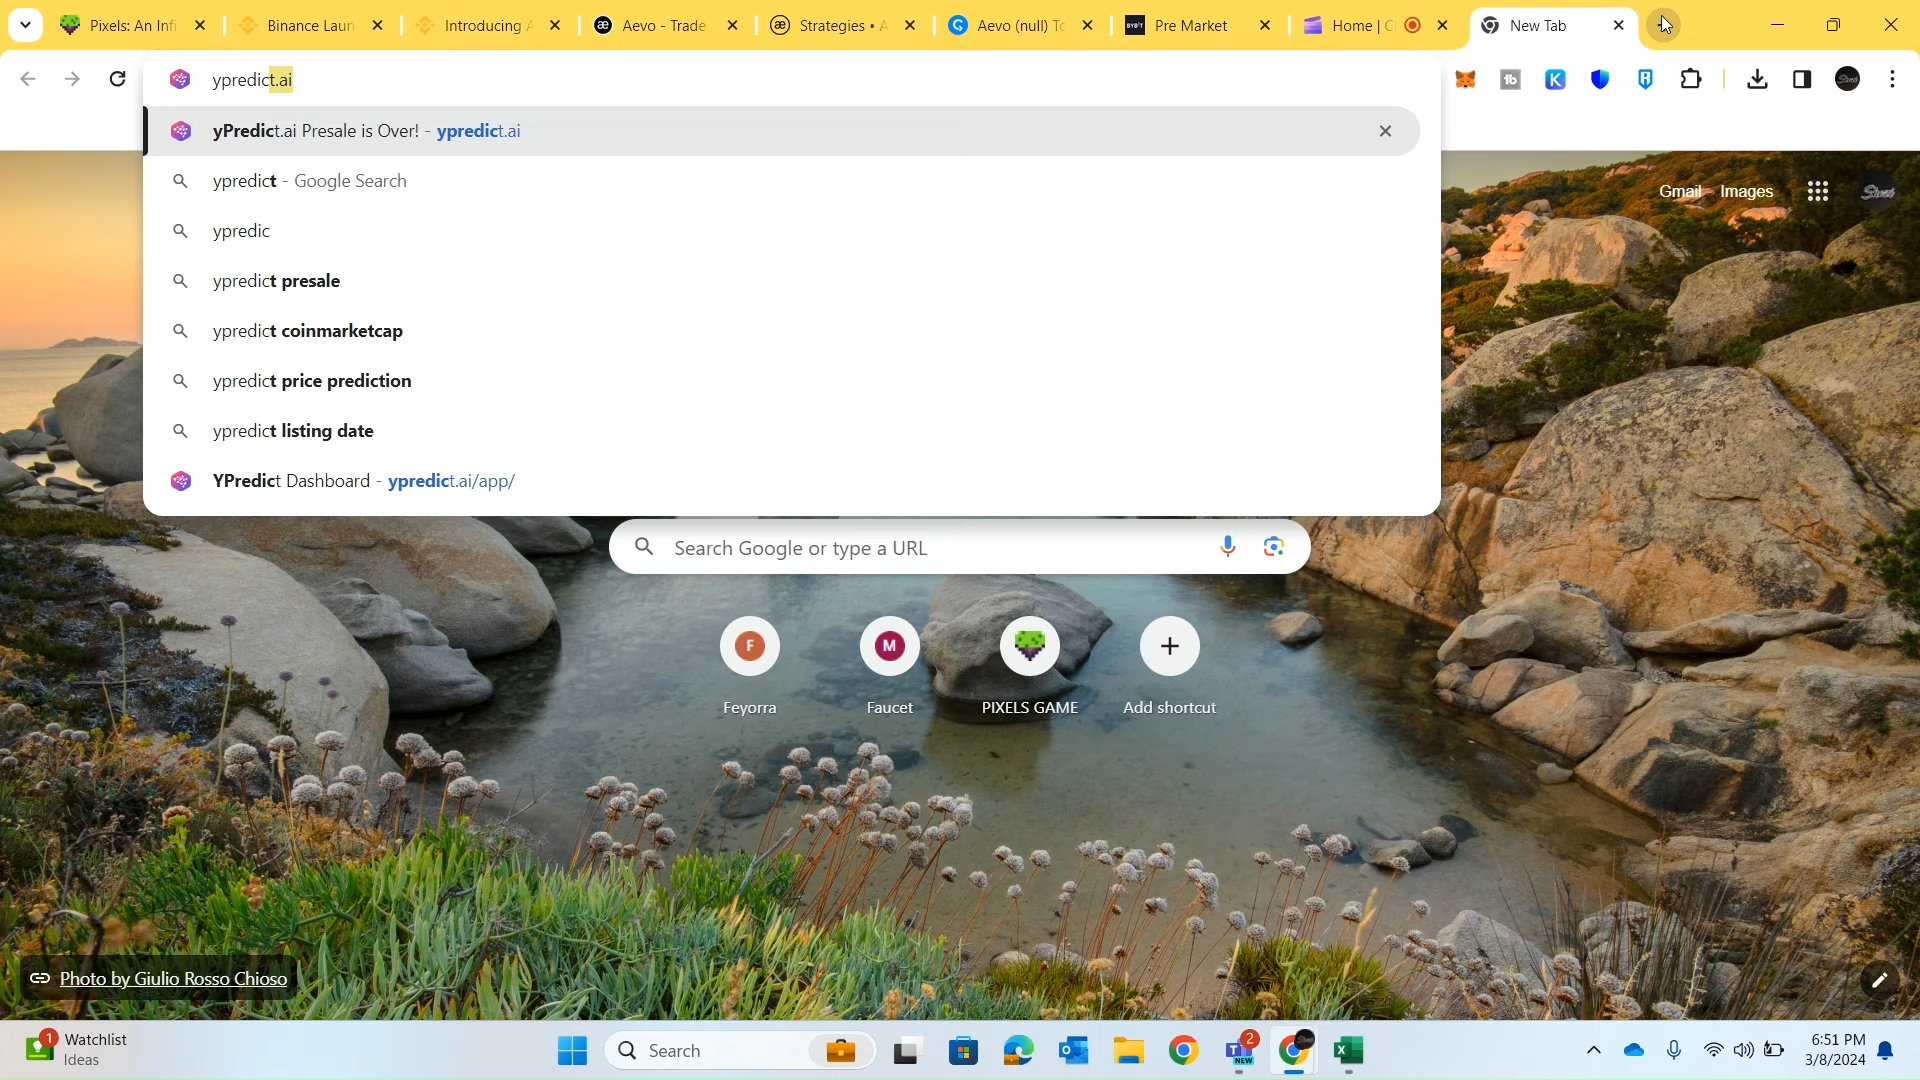 Pixels: An Infi
Binance Laun
Introducing A
Aevo - Trade
Strategies • A
Aevo (null) To
Pre Market
Home | C
New Tab
ypredict.ai
yPredict.ai Presale is Over! - ypredict.ai
ypredict - Google Search
ypredic
ypredict presale
ypredict coinmarketcap
ypredict price prediction
ypredict listing date
YPredict Dashboard - ypredict.ai/app/
Gmail Images
Search Google or type a URL
F
M
Feyorra
Faucet
PIXELS GAME
Add shortcut
Photo by Giulio Rosso Chioso
1
Watchlist
Ideas
Search
2
NEW
6:51 PM
3/8/2024